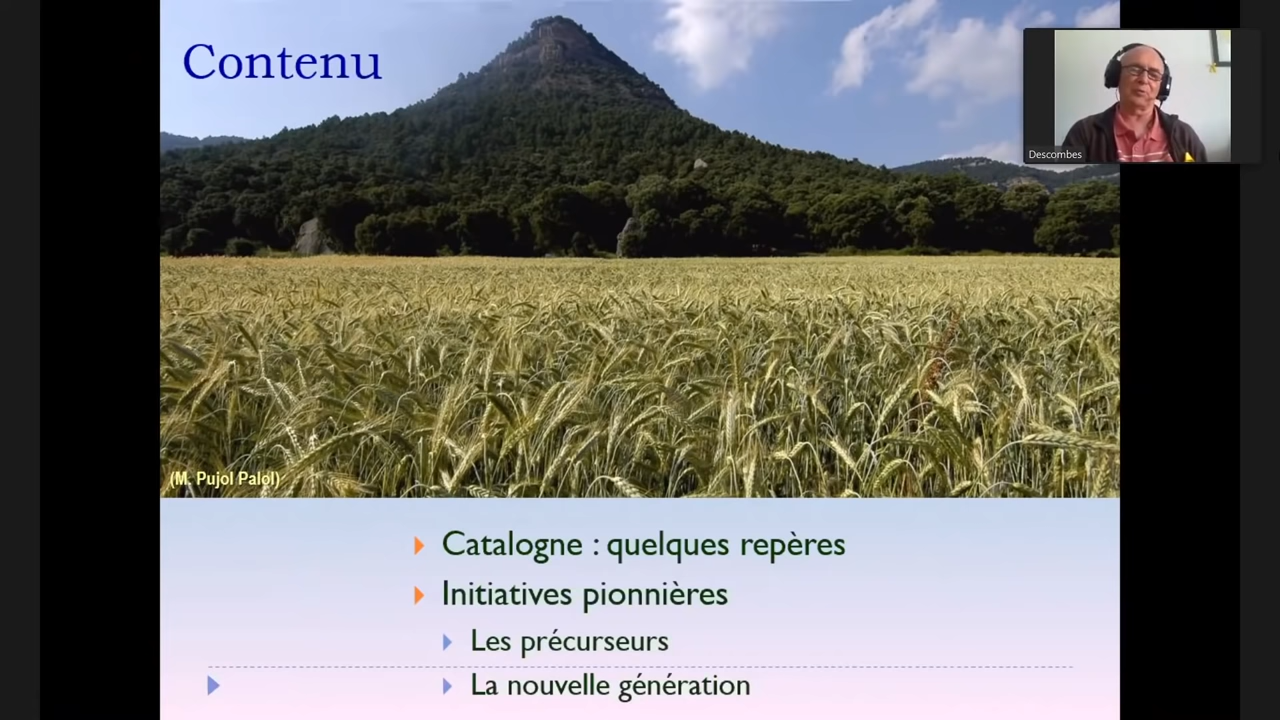 Contenu
Descombes
(M. Pujol Palol)
Catalogne : quelques repères
Initiatives pionnières
Les précurseurs
La nouvelle génération